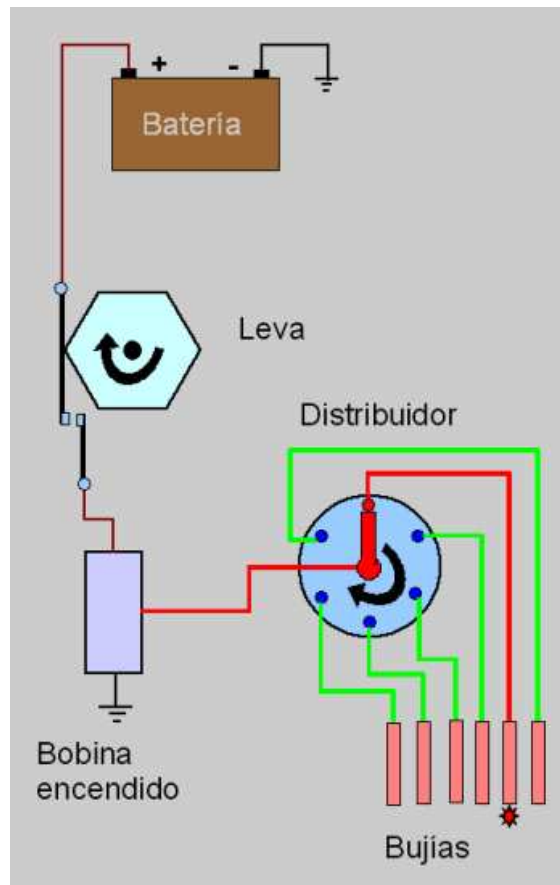 + -
Batería
Leva
Distribuidor
Bobina
encendido
Bujías